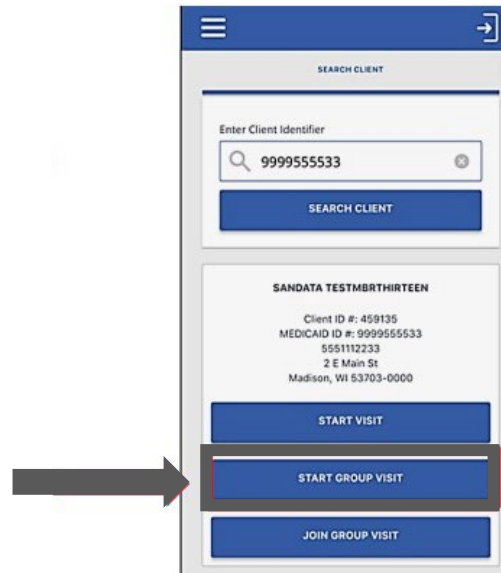 SEARCH CLIENT
Enter Client Identifier
9999555533
SEARCH CLIENT
SANDATA TESTMBRTHIRTEEN
Client ID #: 459135
MEDICAID ID #: 9999555533
5551112233
2 E Main St
Madison, WI 53703-0000
START VISIT
START GROUP VISIT
JOIN GROUP VISIT